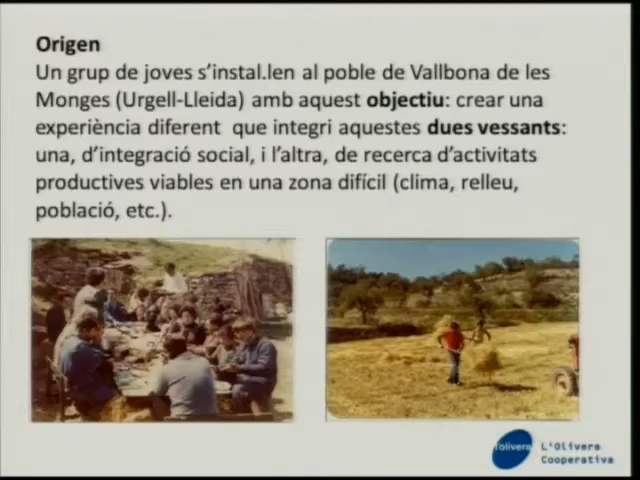 Origen
Un grup de joves s’instal.len al poble de Vallbona de les
Monges (Urgell-Lleida) amb aquest objectiu: crear una
experiència diferent que integri aquestes dues vessants:
una, d’integració social, i l’altra, de recerca d’activitats
productives viables en una zona difícil (clima, relleu,
població, etc.).
l'olivera
L'Olivera
Cooperativa